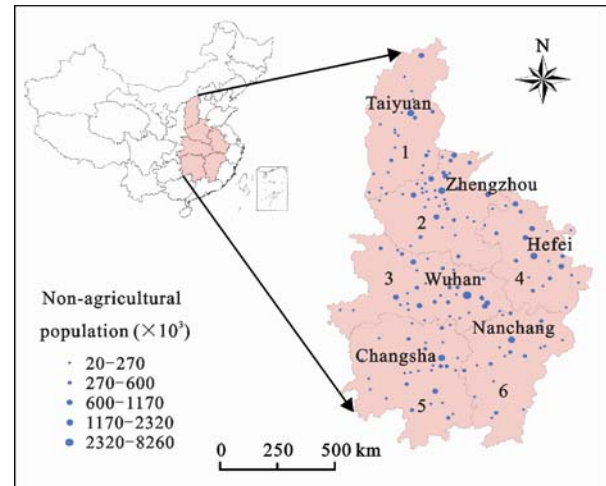 N
Taiyuan
1
Zhengzhou
2
Hefei
3
Wuhan
4
Nanchang
Changsha
5
6
Non-agricultural
population (×10³)
20-270
270-600
600-1170
1170-2320
2320-8260
0 250 500 km